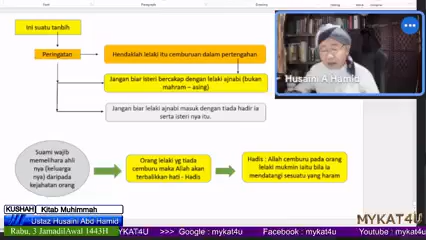 Ini suatu tanbih
Peringatan
Hendaklah lelaki itu cemburuan dalam pertengahan
Jangan biar isteri bercakap dengan lelaki ajnabi (bukan
mahram – asing)
Jangan biar lelaki ajnabi masuk dengan tiada hadir ia
serta isteri nya itu.
Suami wajib
memelihara ahli
nya (keluarga
nya) daripada
kejahatan orang
Orang lelaki yg tiada
cemburu maka Allah akan
terbalikkan hati - Hadis
Hadis : Allah cemburu pada orang
lelaki mukmin iaitu bila ia
mendatangi sesuatu yang haram
Husaini A Hamid
KUSHAH
Kitab Muhimmah
Ustaz Husaini Abd Hamid
MYKAT4U
Rabu, 3 JamadilAwal 1443H
AT4U >>> Google : mykat4u >>> Facebook : mykat4u >>> Youtube : mykat4u